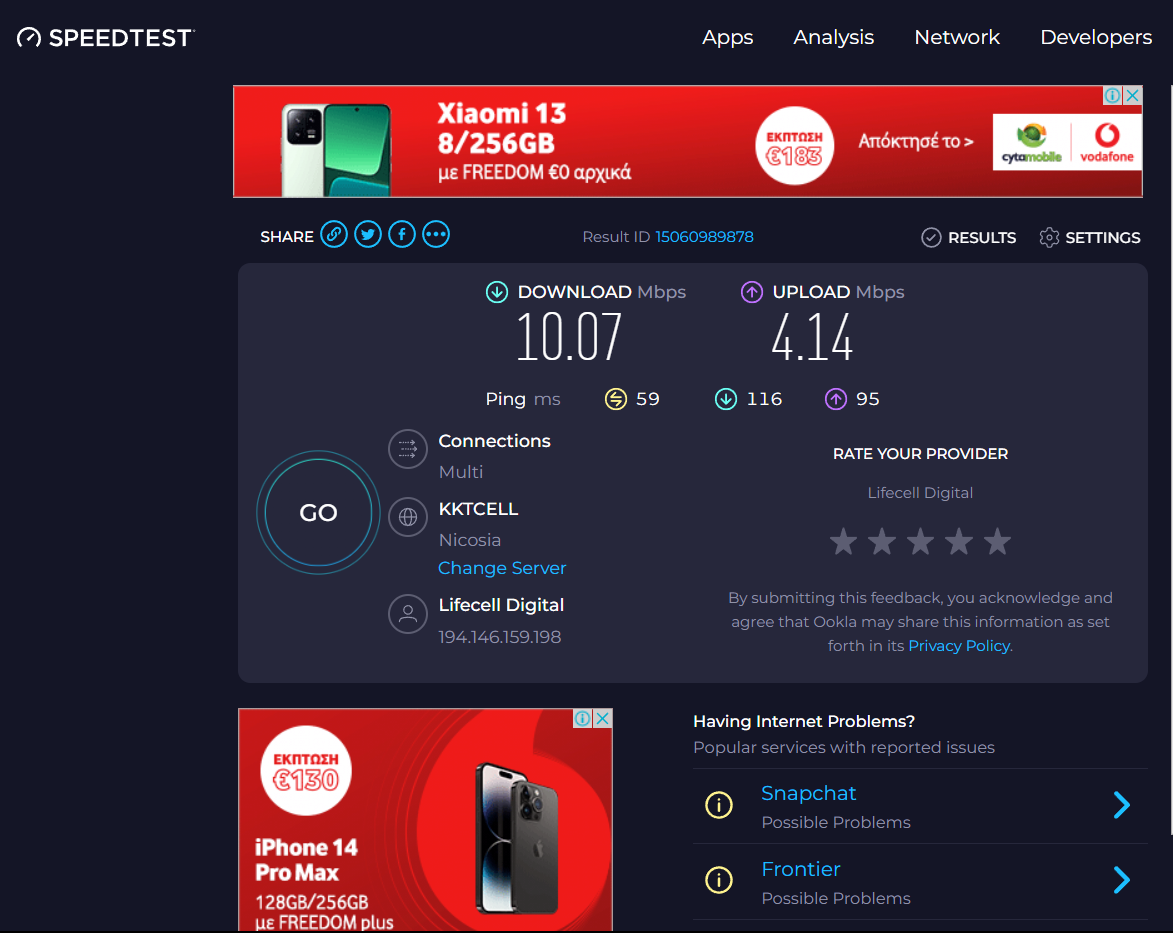 SPEEDTEST
Apps Analysis Network Developers
Xiaomi 13
8/256GB
με FREEDOM €0 αρχικά
ΕΚΠΤΩΣΗ
€183
Απόκτησέ το >
cytamobile vodafone
SHARE
Result ID 15060989878
RESULTS SETTINGS
DOWNLOAD Mbps
10.07
UPLOAD Mbps
4.14
Ping ms 59 116 95
GO
Connections
Multi
KKTCELL
Nicosia
Change Server
Lifecell Digital
194.146.159.198
RATE YOUR PROVIDER
Lifecell Digital
By submitting this feedback, you acknowledge and
agree that Ookla may share this information as set
forth in its Privacy Policy.
ΕΚΠΤΩΣΗ
€130
iPhone 14
Pro Max
128GB/256GB
με FREEDOM plus
Having Internet Problems?
Popular services with reported issues
Snapchat
Possible Problems
Frontier
Possible Problems